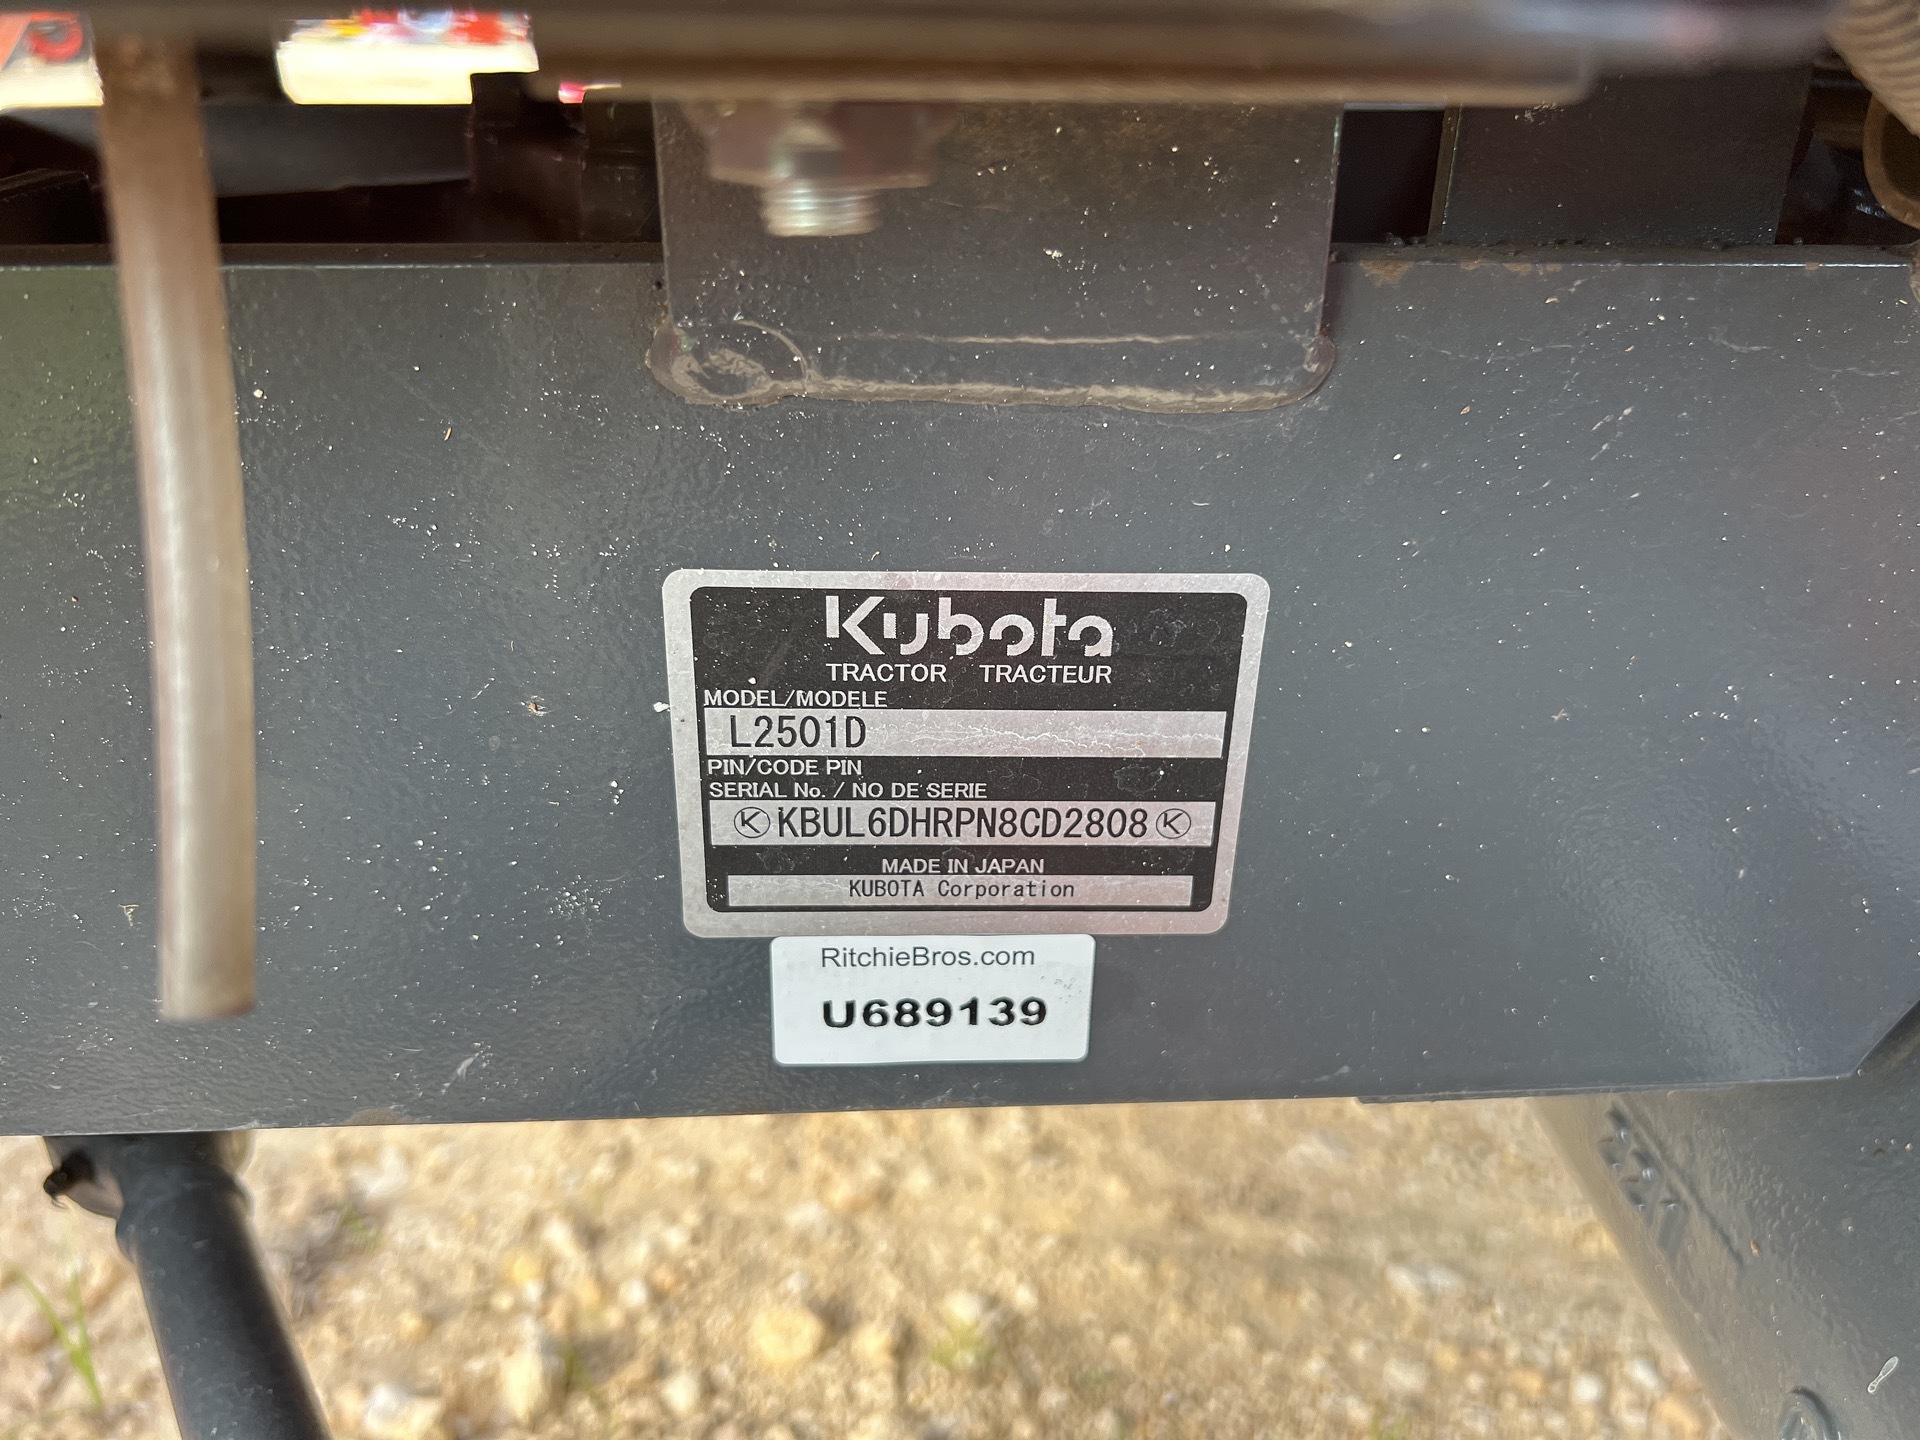 Kubota
TRACTOR TRACTEUR
MODEL/MODELE
L2501D
PIN/CODE PIN
SERIAL No. / NO DE SERIE
KBUL6DHRPN8CD2808
MADE IN JAPAN
KUBOTA Corporation
RitchieBros.com
U689139